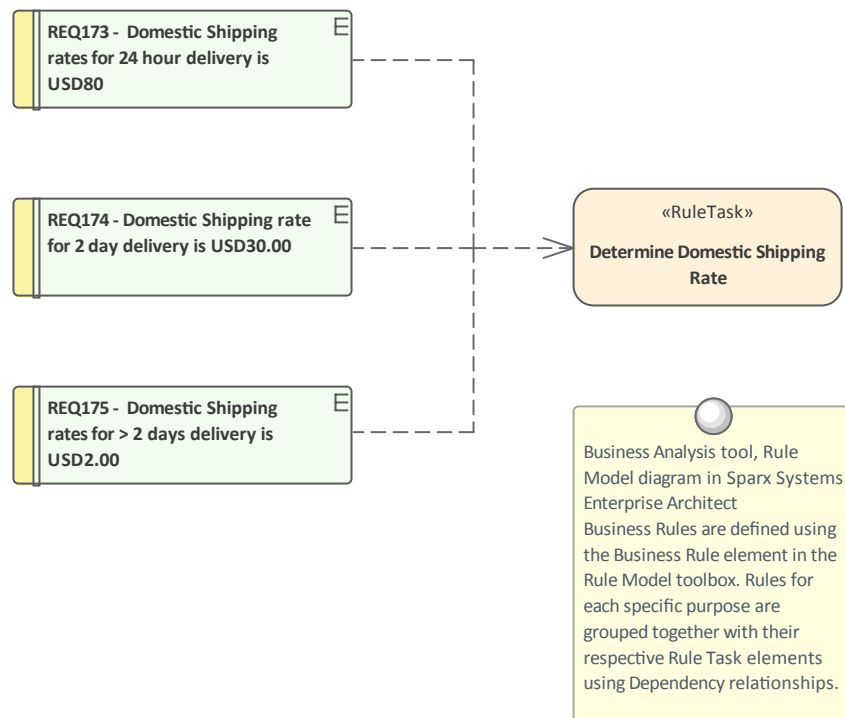 REQ173 -  Domestic Shipping
rates for 24 hour delivery is
USD80
REQ174 - Domestic Shipping rate
for 2 day delivery is USD30.00
REQ175 -  Domestic Shipping
rates for > 2 days delivery is
USD2.00
«RuleTask»
Determine Domestic Shipping
Rate
Business Analysis tool, Rule
Model diagram in Sparx Systems
Enterprise Architect
Business Rules are defined using
the Business Rule element in the
Rule Model toolbox. Rules for
each specific purpose are
grouped together with their
respective Rule Task elements
using Dependency relationships.